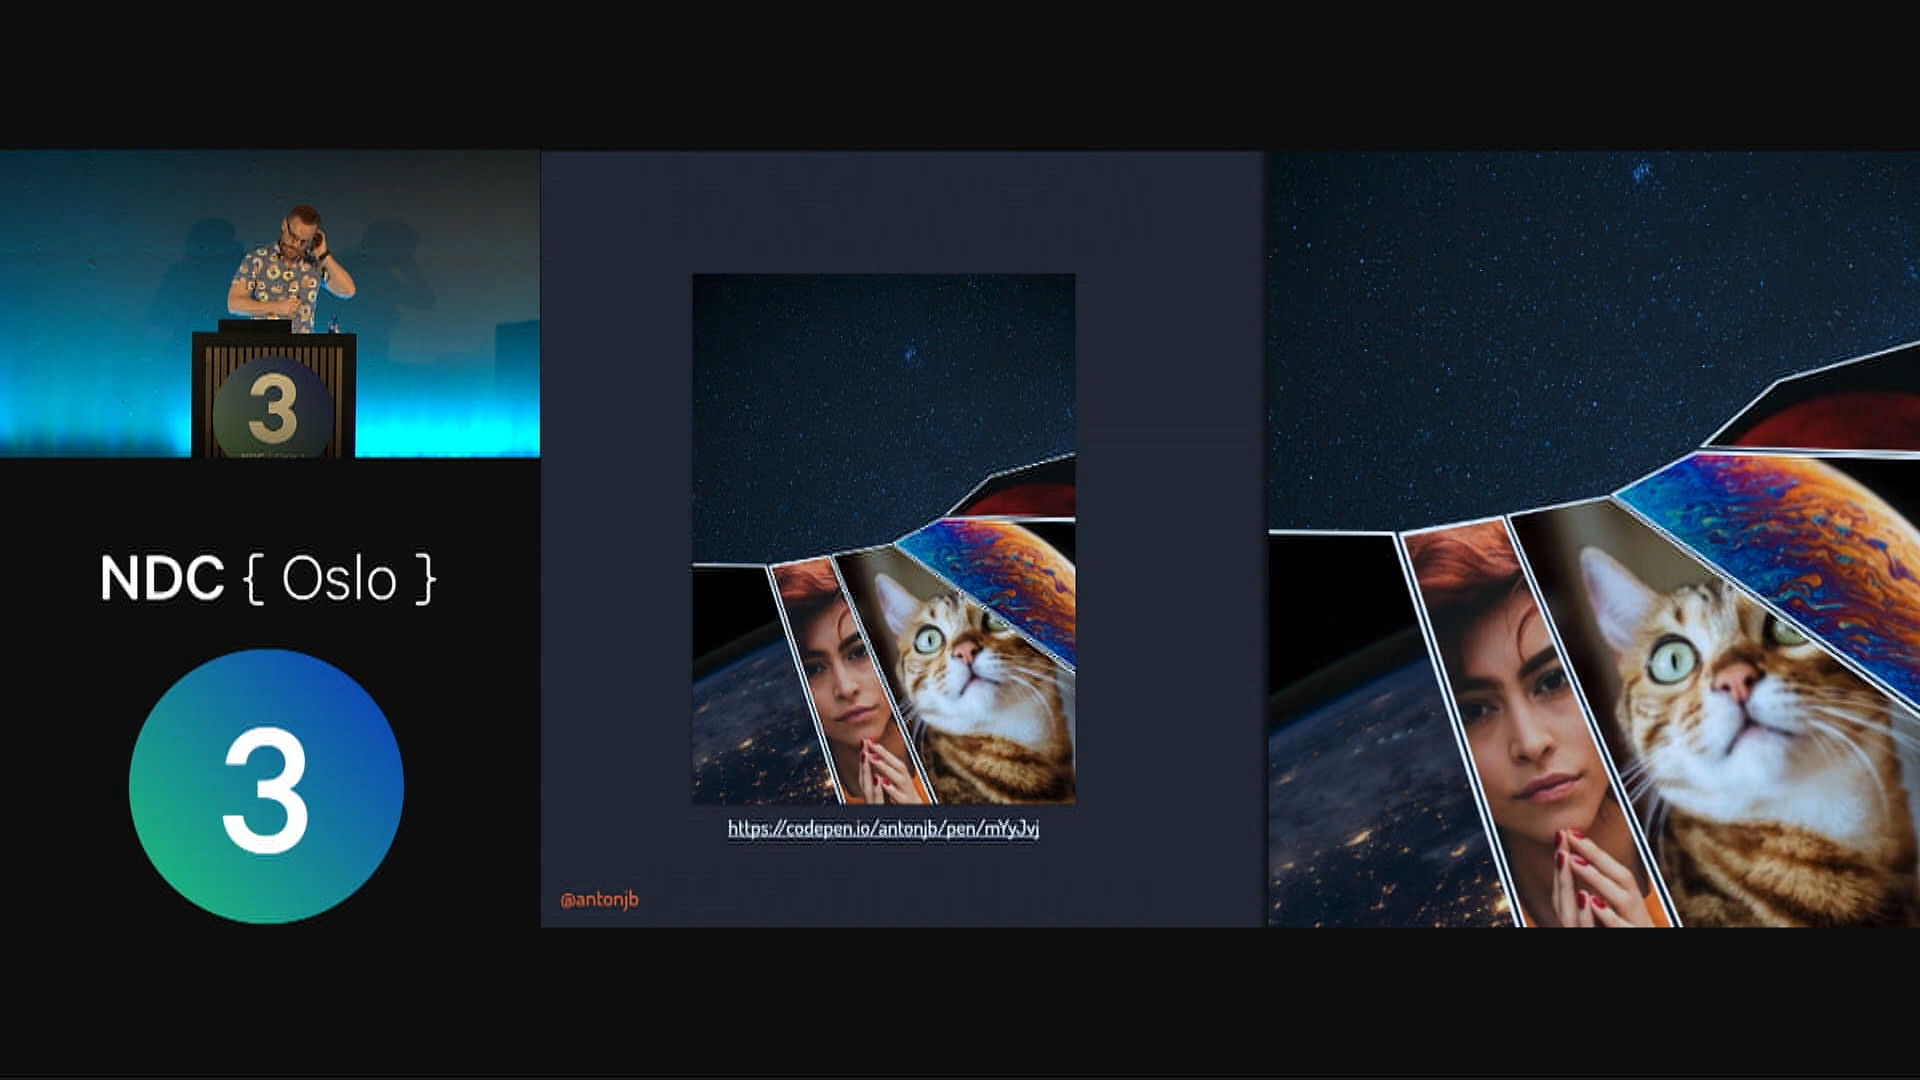 3
NDC { Oslo }
3
https://codepen.io/antonjb/pen/mYyJvj
@antonjb